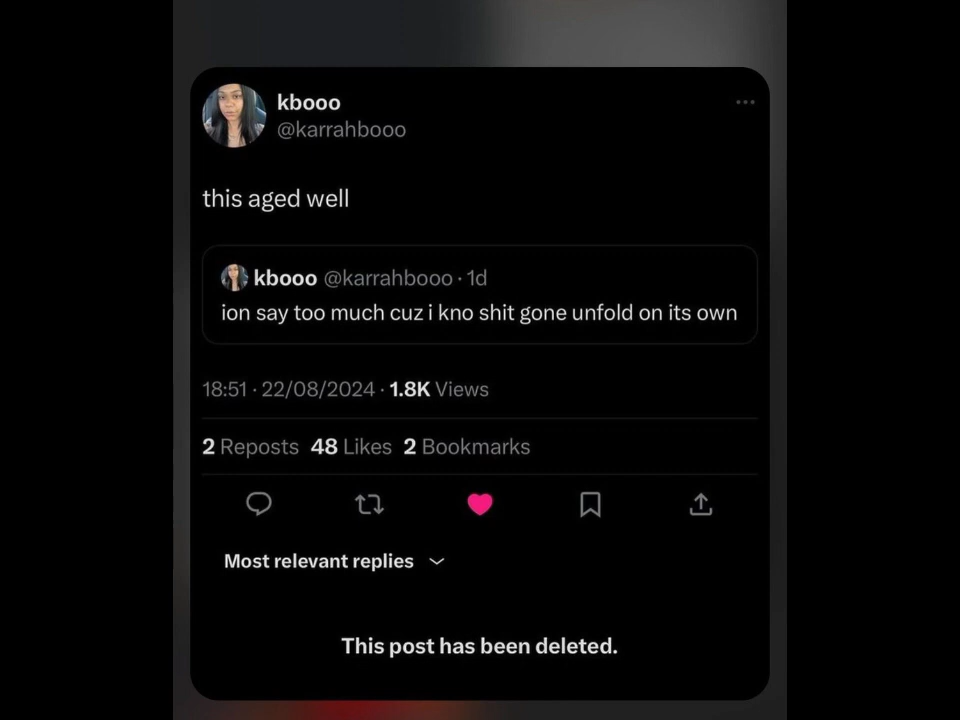 kbooo
@karrahbooo
this aged well
kbooo @karrahbooo · 1d
ion say too much cuz i kno shit gone unfold on its own
18:51 · 22/08/2024 · 1.8K Views
2 Reposts 48 Likes 2 Bookmarks
Most relevant replies
This post has been deleted.